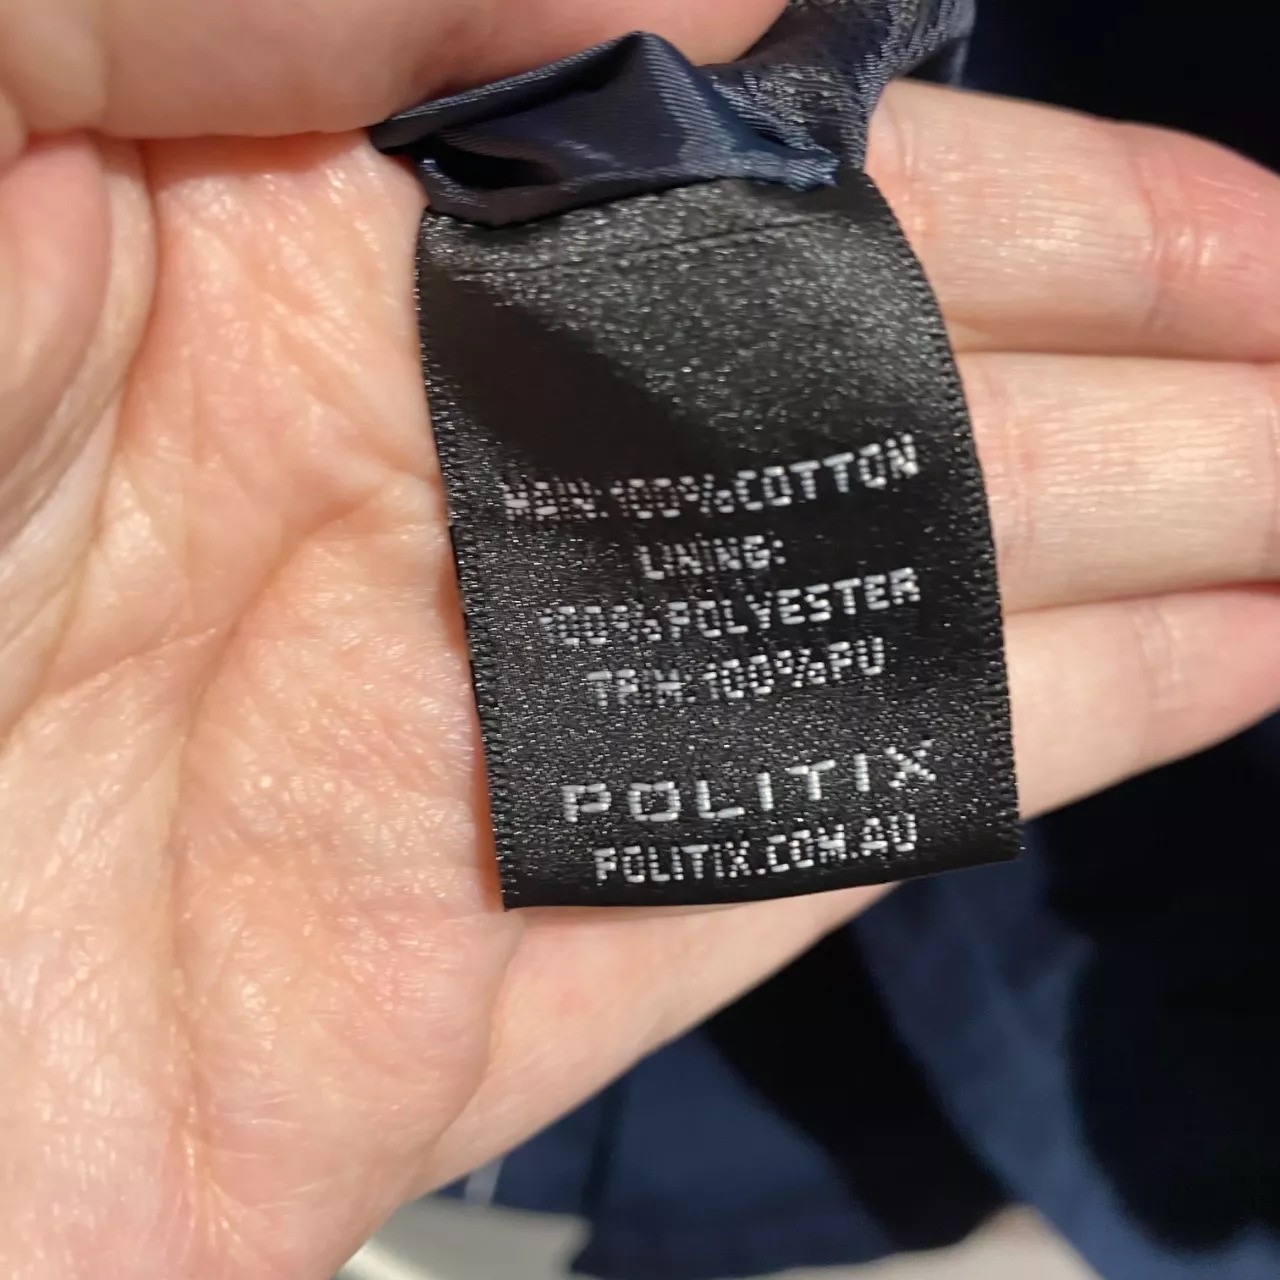 MAIN:100%COTTON
LINING:
100%POLYESTER
TRIM:100%PU
POLITIX
POLITIX.COM.AU